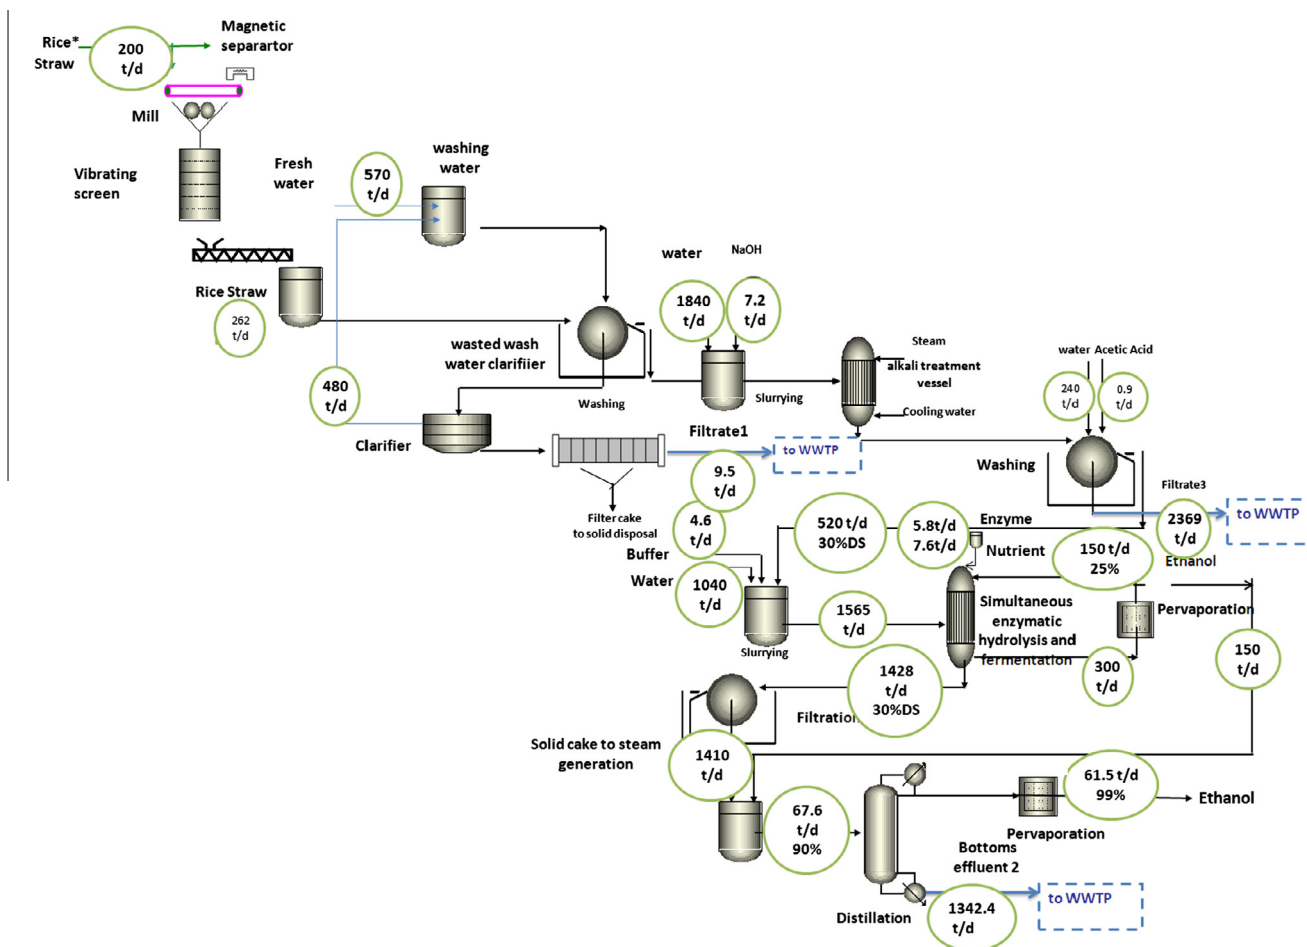 Rice*
Straw
200
t/d
Magnetic
separartor
Mill
Vibrating
screen
Fresh
water
570
t/d
washing
water
Rice Straw
262
t/d
water
NaOH
1840
t/d
7.2
t/d
wasted wash
water clarifiier
480
t/d
Washing
Slurrying
Steam
alkali treatment
vessel
Cooling water
water
Acetic Acid
240
t/d
0.9
t/d
Clarifier
Filtrate1
to WWTP
9.5
t/d
Washing
Filtrate3
2369
t/d
to WWTP
Filter cake
to solid disposal
4.6
t/d
Buffer
Water
1040
t/d
520 t/d
30%DS
5.8t/d
7.6t/d
Enzyme
Nutrient
150 t/d
25%
Ethanol
Pervaporation
Slurrying
1565
t/d
Simultaneous
enzymatic
hydrolysis and
fermentation
300
t/d
150
t/d
1428
t/d
30%DS
Filtration
Solid cake to steam
generation
1410
t/d
67.6
t/d
90%
61.5 t/d
99%
Ethanol
Pervaporation
Bottoms
effluent 2
to WWTP
Distillation
1342.4
t/d